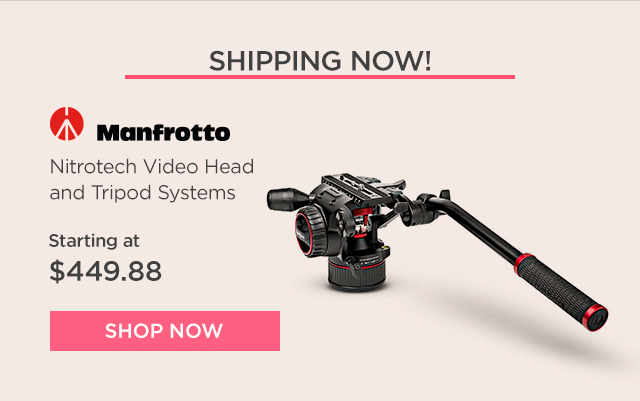 SHIPPING NOW!
Manfrotto
Nitrotech Video Head
and Tripod Systems
Starting at
$449.88
SHOP NOW